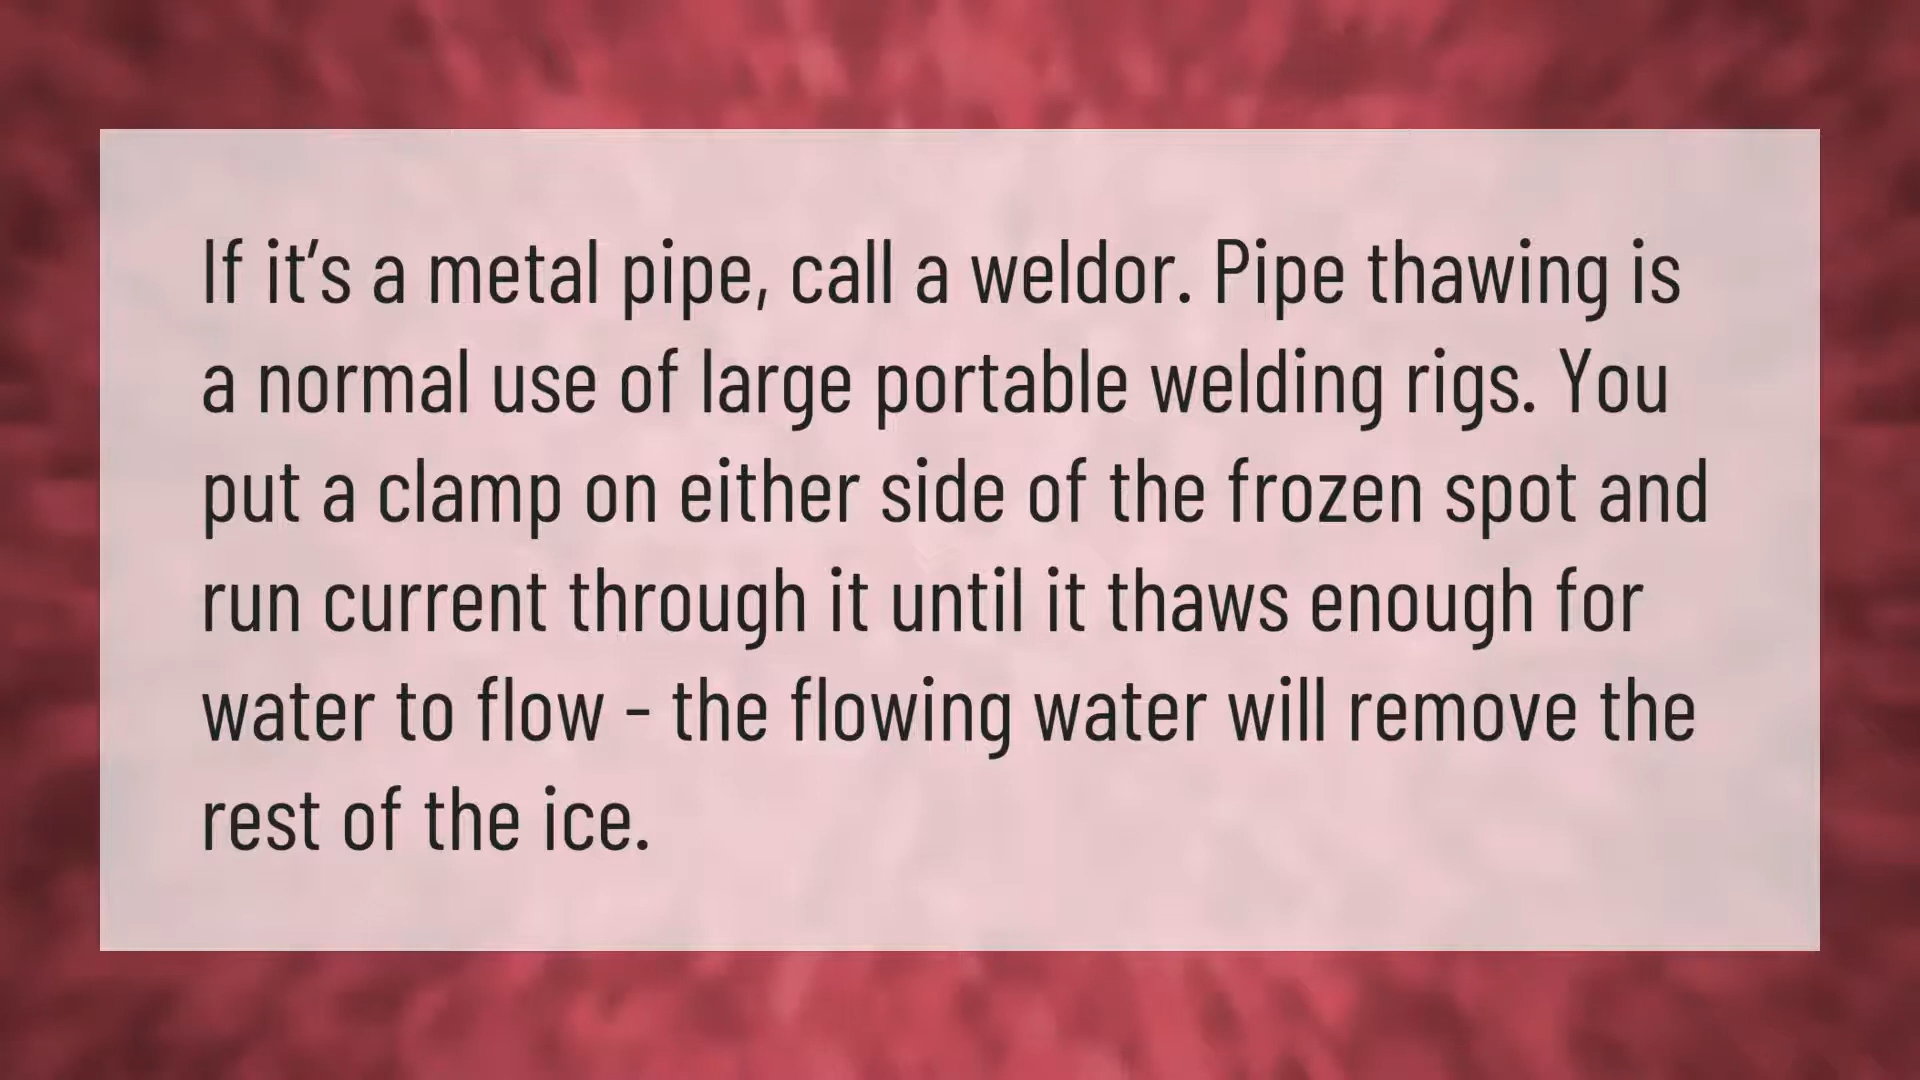 If it’s a metal pipe, call a weldor. Pipe thawing is
a normal use of large portable welding rigs. You
put a clamp on either side of the frozen spot and
run current through it until it thaws enough for
water to flow - the flowing water will remove the
rest of the ice.